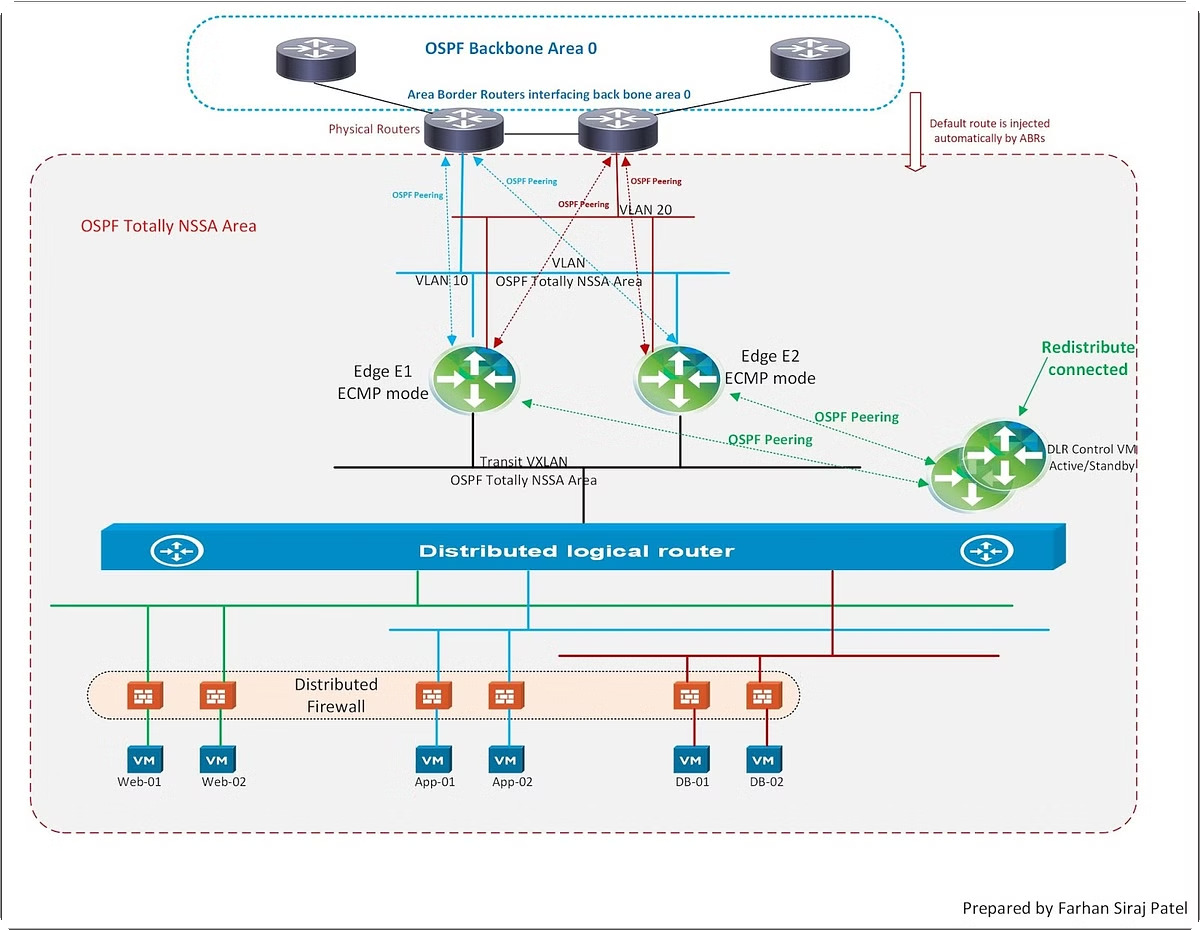 OSPF Backbone Area 0
Area Border Routers interfacing back bone area 0
Physical Routers
Default route is injected
automatically by ABRs
OSPF Peering
OSPF Peering
OSPF Peering
OSPF Peering
VLAN 20
OSPF Totally NSSA Area
VLAN
VLAN 10
OSPF Totally NSSA Area
Edge E1
ECMP mode
Edge E2
ECMP mode
Redistribute
connected
OSPF Peering
OSPF Peering
DLR Control VM
Active/Standby
Transit VXLAN
OSPF Totally NSSA Area
Distributed logical router
Distributed
Firewall
VM
VM
VM
VM
VM
VM
Web-01
Web-02
App-01
App-02
DB-01
DB-02
Prepared by Farhan Siraj Patel